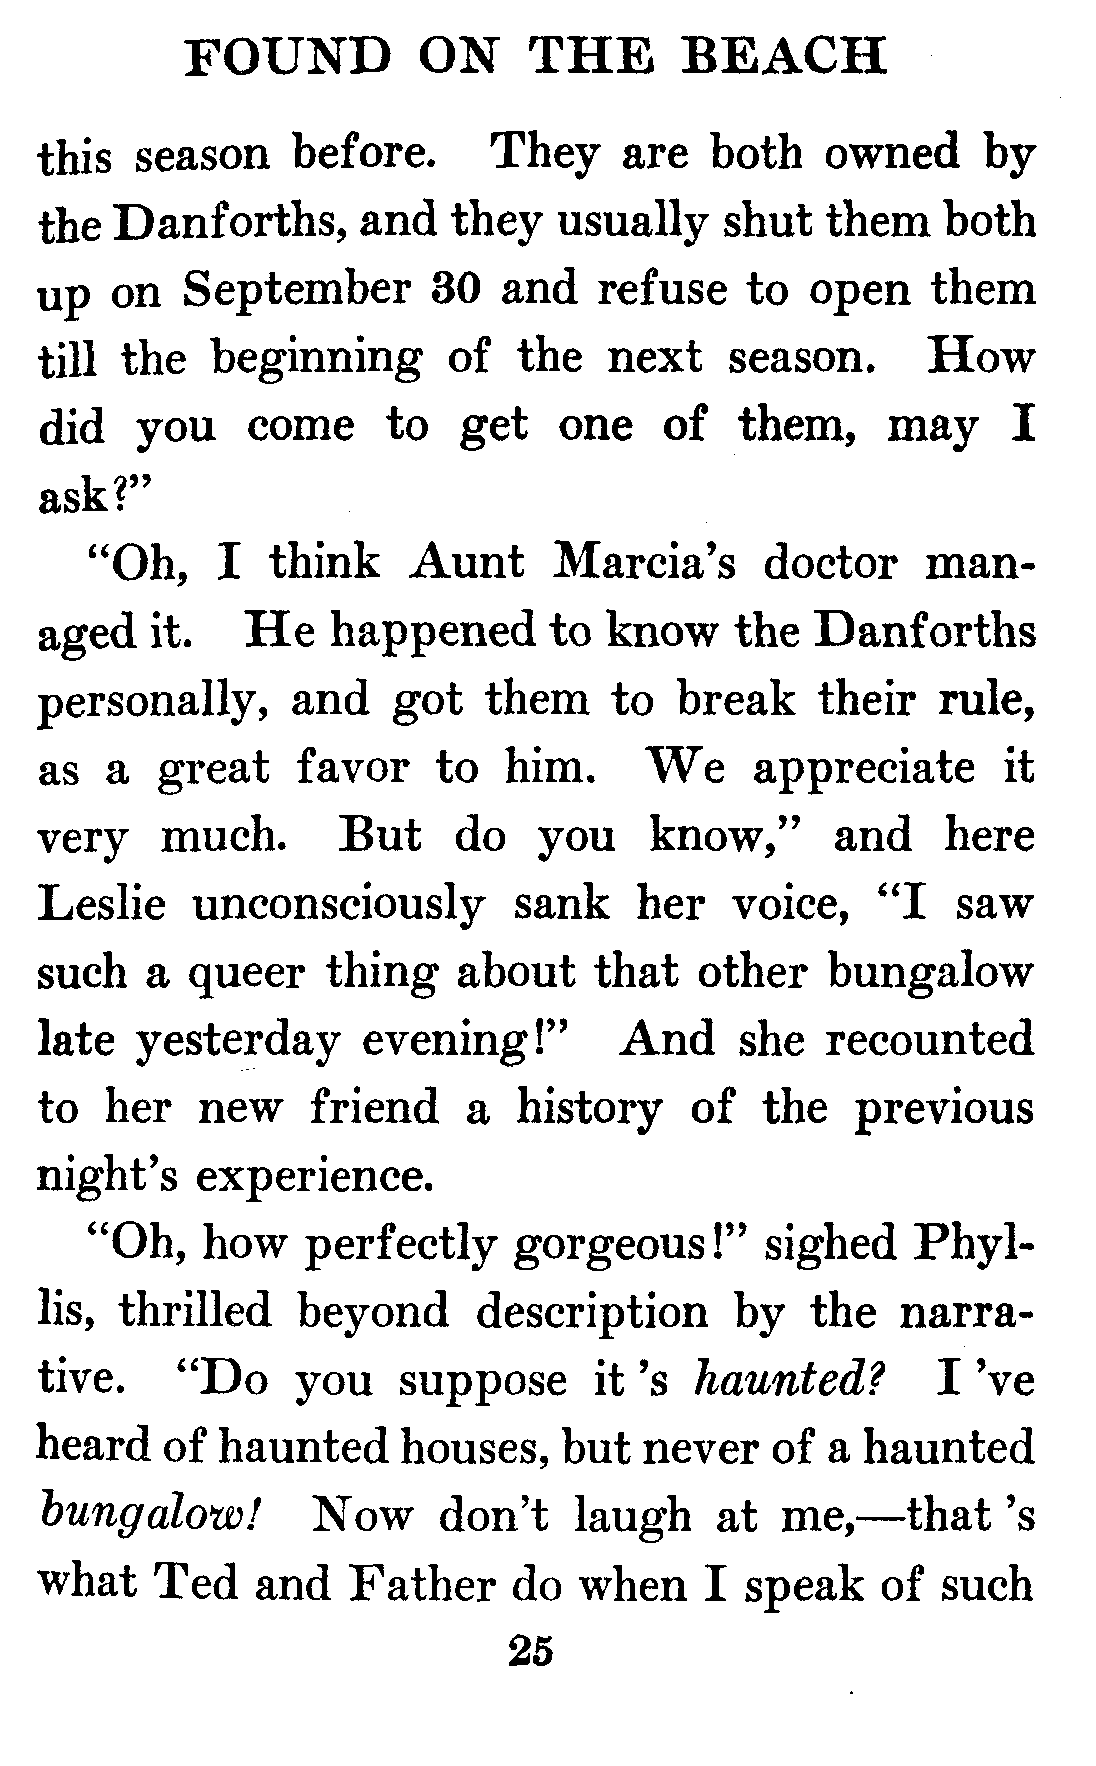 FOUND ON THE BEACH
this season before. They are both owned by
the Danforths, and they usually shut them both
up on September 30 and refuse to open them
till the beginning of the next season. How
did you come to get one of them, may I
ask?”
“Oh, I think Aunt Marcia’s doctor man-
aged it. He happened to know the Danforths
personally, and got them to break their rule,
as a great favor to him. We appreciate it
very much. But do you know,” and here
Leslie unconsciously sank her voice, “I saw
such a queer thing about that other bungalow
late yesterday evening!” And she recounted
to her new friend a history of the previous
night’s experience.
“Oh, how perfectly gorgeous!” sighed Phyl-
lis, thrilled beyond description by the narra-
tive. “Do you suppose it ’s haunted? I ’ve
heard of haunted houses, but never of a haunted
bungalow! Now don’t laugh at me,—that ’s
what Ted and Father do when I speak of such
25